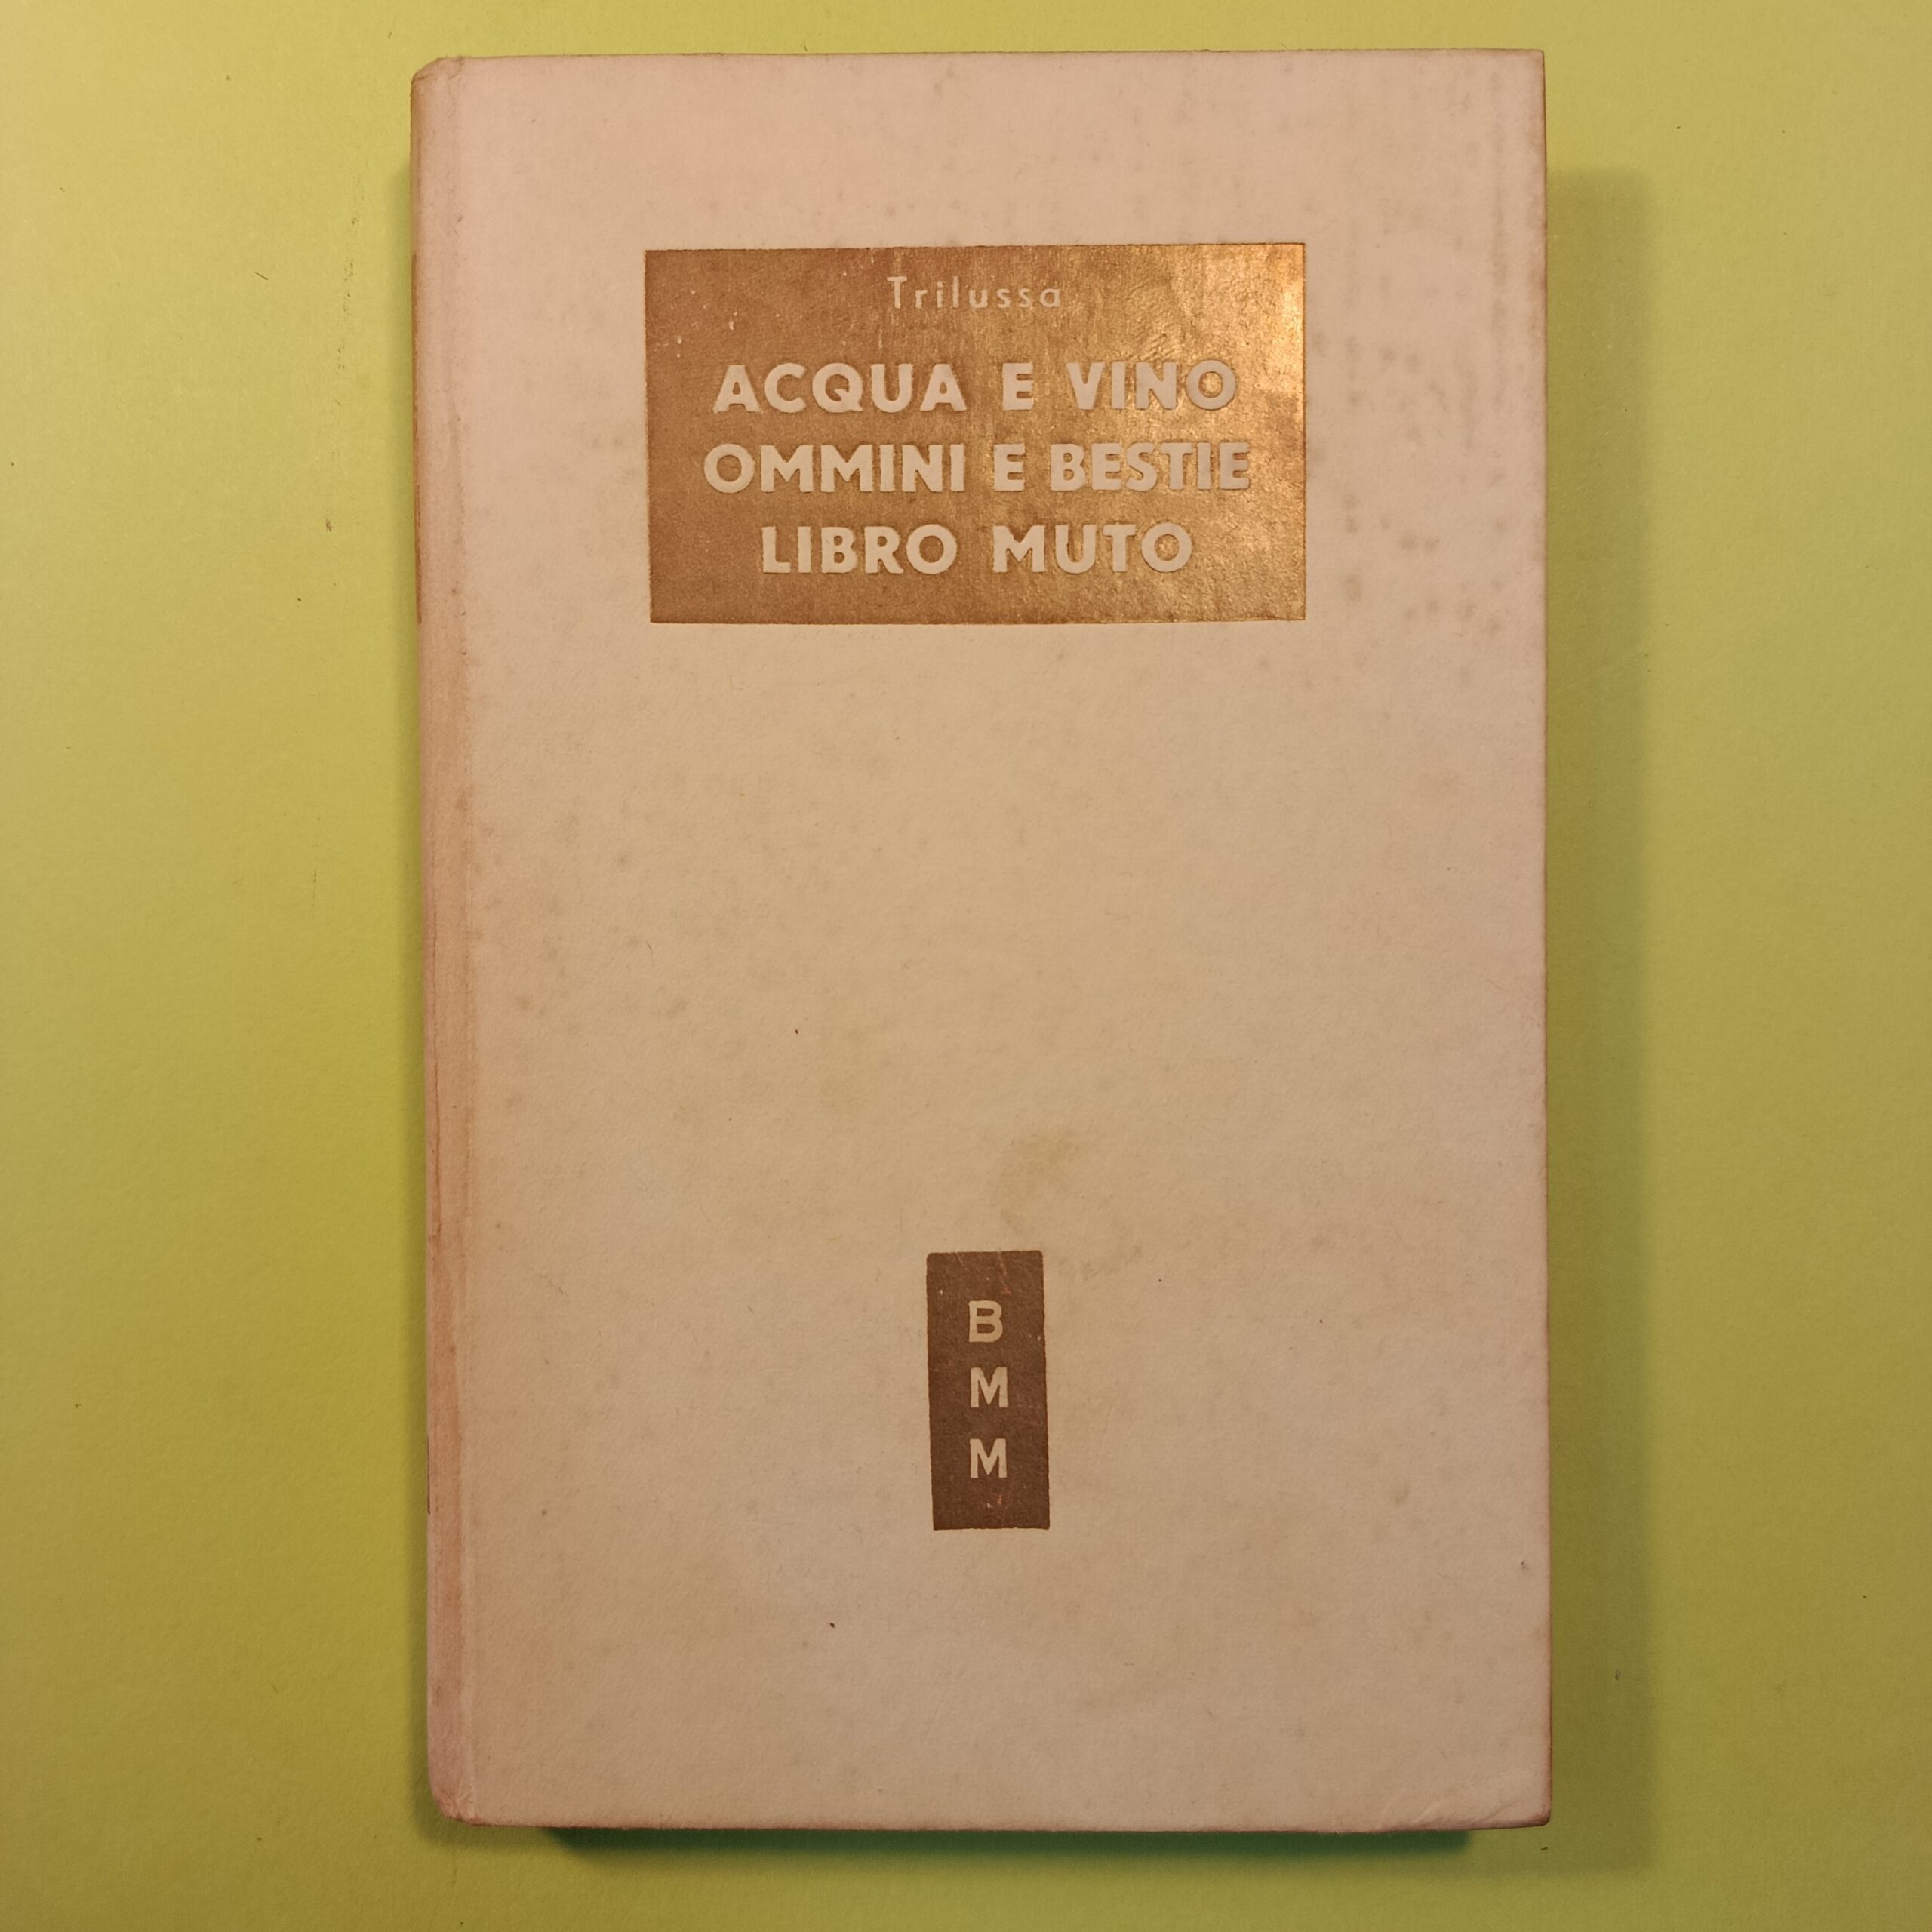 Trilussa
ACQUA E VINO
OMMINI E BESTIE
LIBRO MUTO
B
M
M